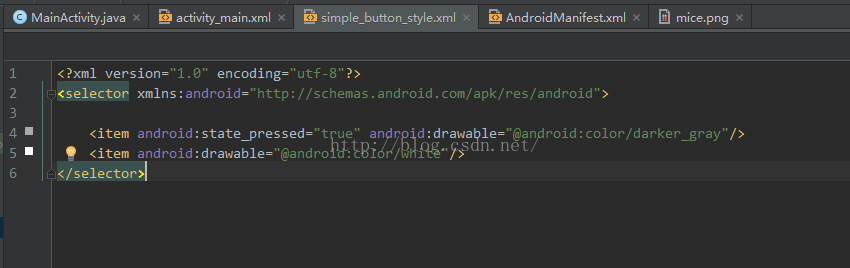 MainActivity.java × activity_main.xml × simple_button_style.xml × AndroidManifest.xml × mice.png ×
1 <?xml version="1.0" encoding="utf-8"?>
2 <selector xmlns:android="http://schemas.android.com/apk/res/android">
3
4 <item android:state_pressed="true" android:drawable="@android:color/darker_gray"/>
5 <item android:drawable="@android:color/white"/>
http://blog.csdn.net/
6 </selector>